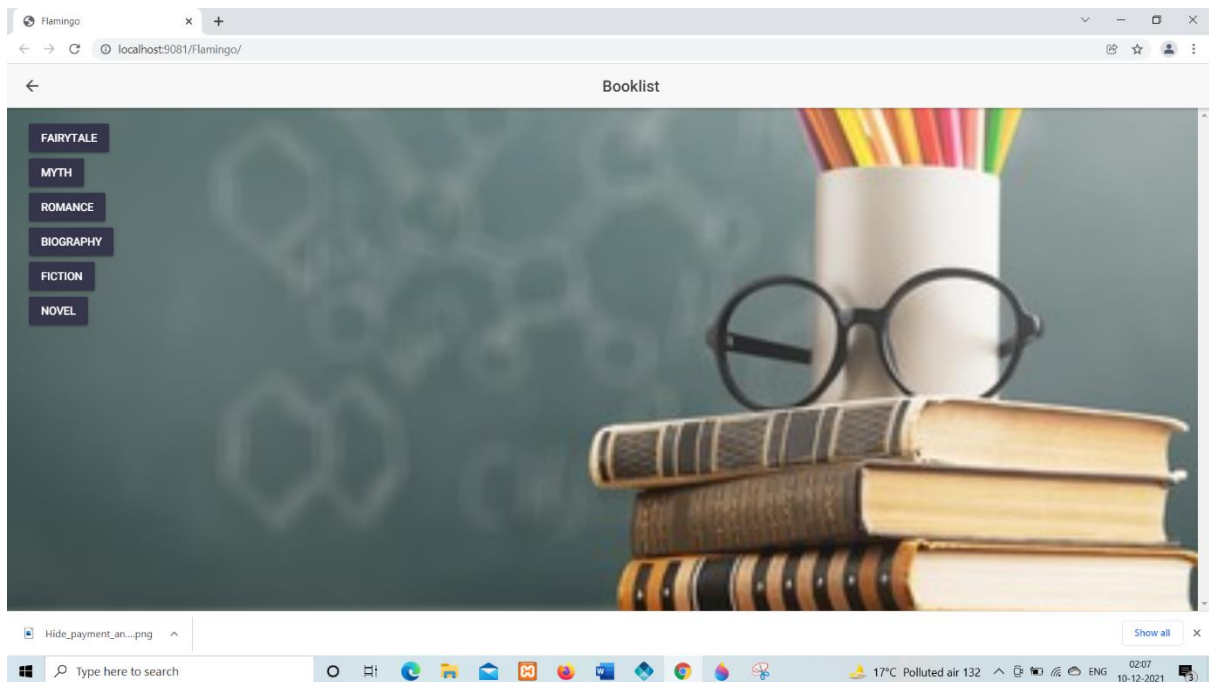 Flamingo
localhost:9081/Flamingo/
Booklist
FAIRYTALE
MYTH
ROMANCE
BIOGRAPHY
FICTION
NOVEL
Hide_payment_an....png
Show all
Type here to search
17°C Polluted air 132
ENG
02:07
10-12-2021
3